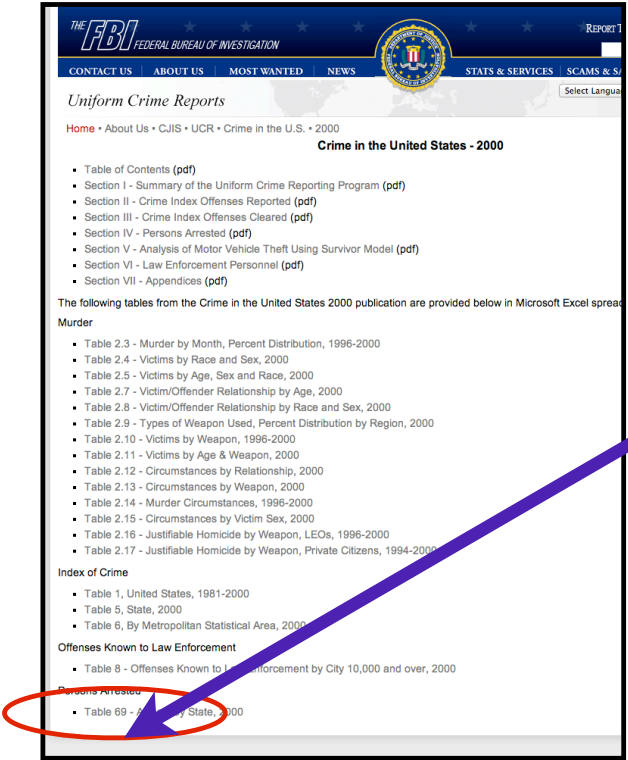 THE FBI FEDERAL BUREAU OF INVESTIGATION
REPORT T
CONTACT US ABOUT US MOST WANTED NEWS STATS & SERVICES SCAMS & SA
Uniform Crime Reports
Select Langua
Home • About Us • CJIS • UCR • Crime in the U.S. • 2000
Crime in the United States - 2000
Table of Contents (pdf)
Section I - Summary of the Uniform Crime Reporting Program (pdf)
Section II - Crime Index Offenses Reported (pdf)
Section III - Crime Index Offenses Cleared (pdf)
Section IV - Persons Arrested (pdf)
Section V - Analysis of Motor Vehicle Theft Using Survivor Model (pdf)
Section VI - Law Enforcement Personnel (pdf)
Section VII - Appendices (pdf)
The following tables from the Crime in the United States 2000 publication are provided below in Microsoft Excel spread
Murder
Table 2.3 - Murder by Month, Percent Distribution, 1996-2000
Table 2.4 - Victims by Race and Sex, 2000
Table 2.5 - Victims by Age, Sex and Race, 2000
Table 2.7 - Victim/Offender Relationship by Age, 2000
Table 2.8 - Victim/Offender Relationship by Race and Sex, 2000
Table 2.9 - Types of Weapon Used, Percent Distribution by Region, 2000
Table 2.10 - Victims by Weapon, 1996-2000
Table 2.11 - Victims by Age & Weapon, 2000
Table 2.12 - Circumstances by Relationship, 2000
Table 2.13 - Circumstances by Weapon, 2000
Table 2.14 - Murder Circumstances, 1996-2000
Table 2.15 - Circumstances by Victim Sex, 2000
Table 2.16 - Justifiable Homicide by Weapon, LEOs, 1996-2000
Table 2.17 - Justifiable Homicide by Weapon, Private Citizens, 1994-2000
Index of Crime
Table 1, United States, 1981-2000
Table 5, State, 2000
Table 6, By Metropolitan Statistical Area, 2000
Offenses Known to Law Enforcement
Table 8 - Offenses Known to Law Enforcement by City 10,000 and over, 2000
Persons Arrested
Table 69 - by State, 2000